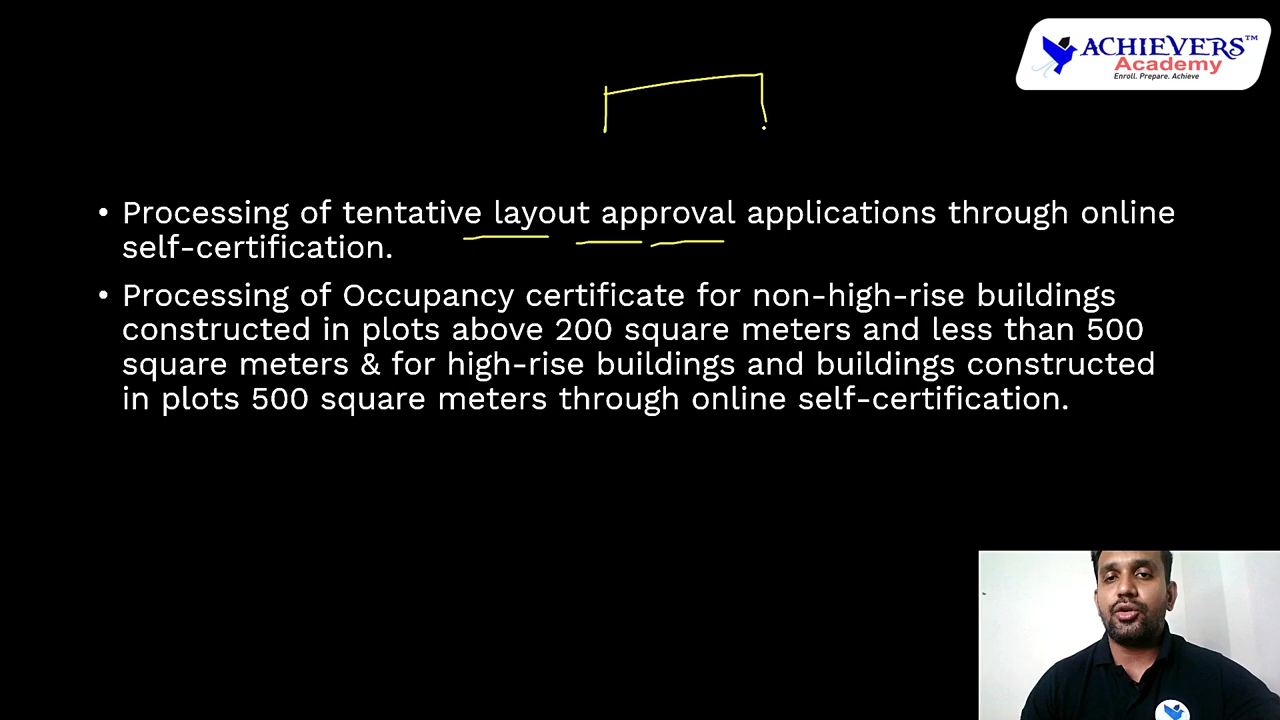 ACHIEVERS™
Academy
Enroll. Prepare. Achieve
• Processing of tentative layout approval applications through online
self-certification.
• Processing of Occupancy certificate for non-high-rise buildings
constructed in plots above 200 square meters and less than 500
square meters & for high-rise buildings and buildings constructed
in plots 500 square meters through online self-certification.